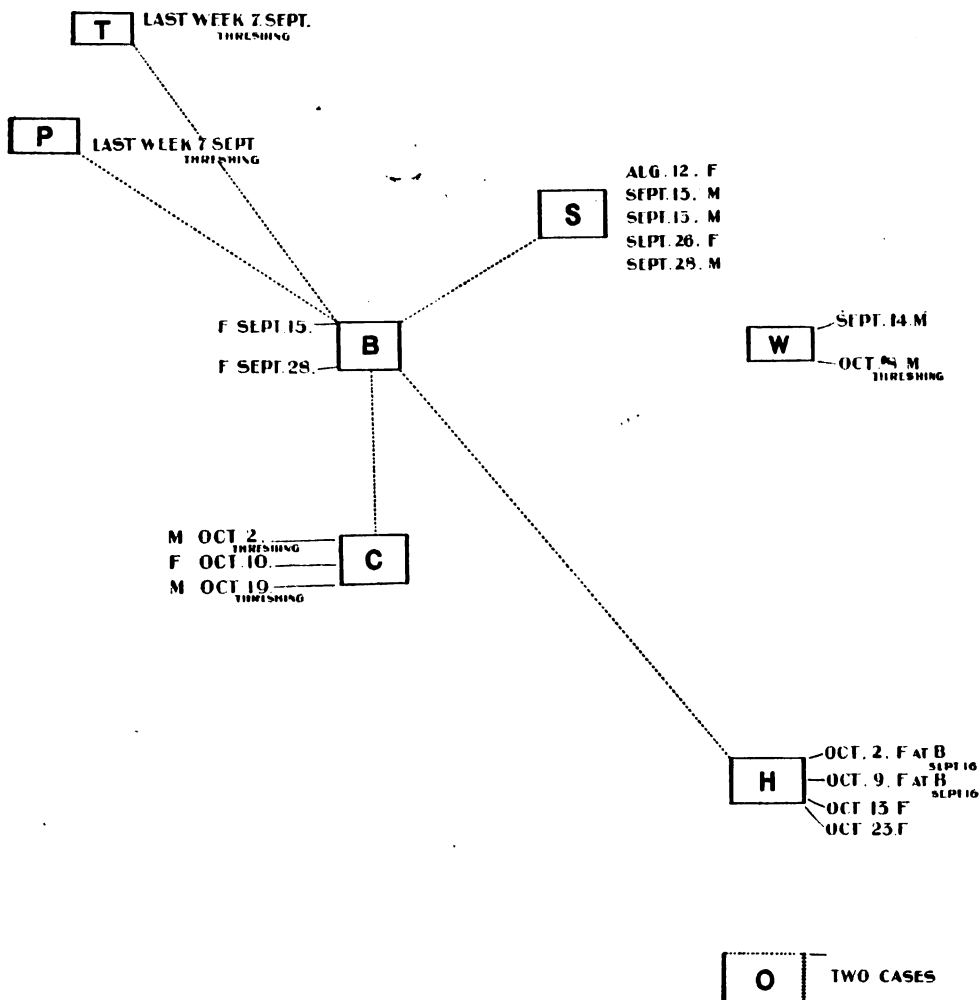 T
LAST WEEK 7. SEPT.
THRESHING
P
LAST WEEK 7 SEPT
THRESHING
S
AUG. 12. F
SEPT. 15. M
SEPT. 15. M
SEPT. 26. F
SEPT. 28. M
F SEPT. 15.
B
F SEPT. 28.
W
SEPT. 14. M
OCT. M
THRESHING
M OCT 2.
THRESHING
F OCT. 10.
C
M OCT 19.
THRESHING
H
OCT. 2. F AT B
SEPT 16
OCT. 9. F AT B
SEPT 16
OCT 13 F
OCT 23. F
O
TWO CASES